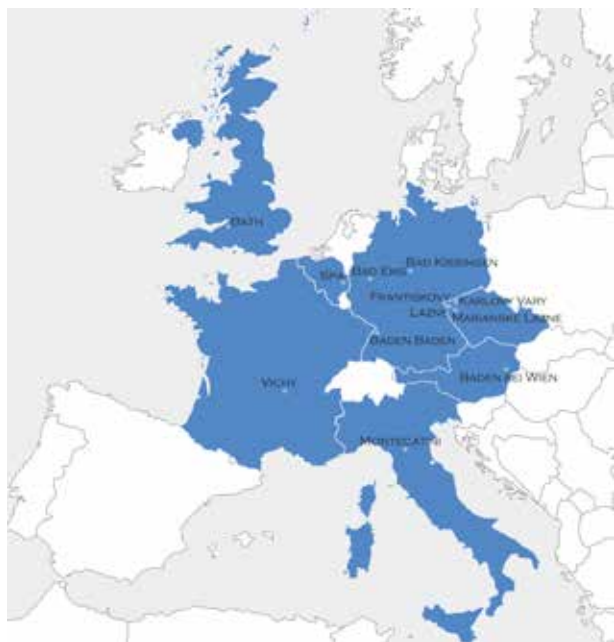 BATH
SPA
BAD EMS
BAD KISSINGEN
FRANTISKOVY
LAZNE
KARLOVY VARY
MARIANSKE LAZNE
BADEN BADEN
VICHY
BADEN BEI WIEN
MONTECATINI